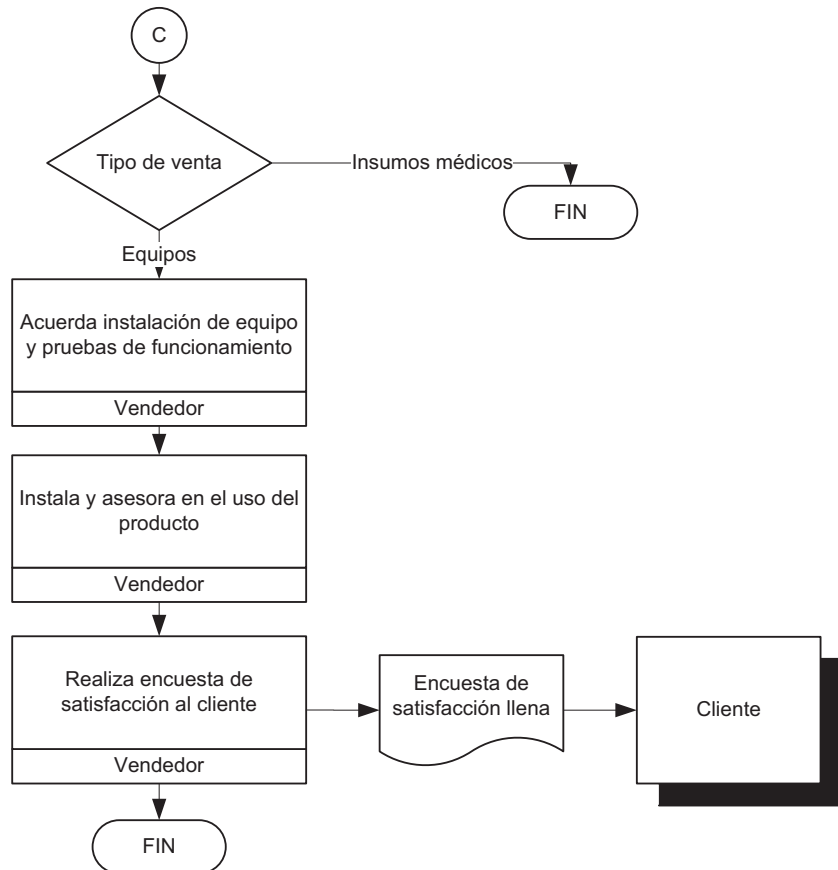 C
Tipo de venta
Insumos médicos
FIN
Equipos
Acuerda instalación de equipo
y pruebas de funcionamiento
Vendedor
Instala y asesora en el uso del
producto
Vendedor
Realiza encuesta de
satisfacción al cliente
Vendedor
Encuesta de
satisfacción llena
Cliente
FIN